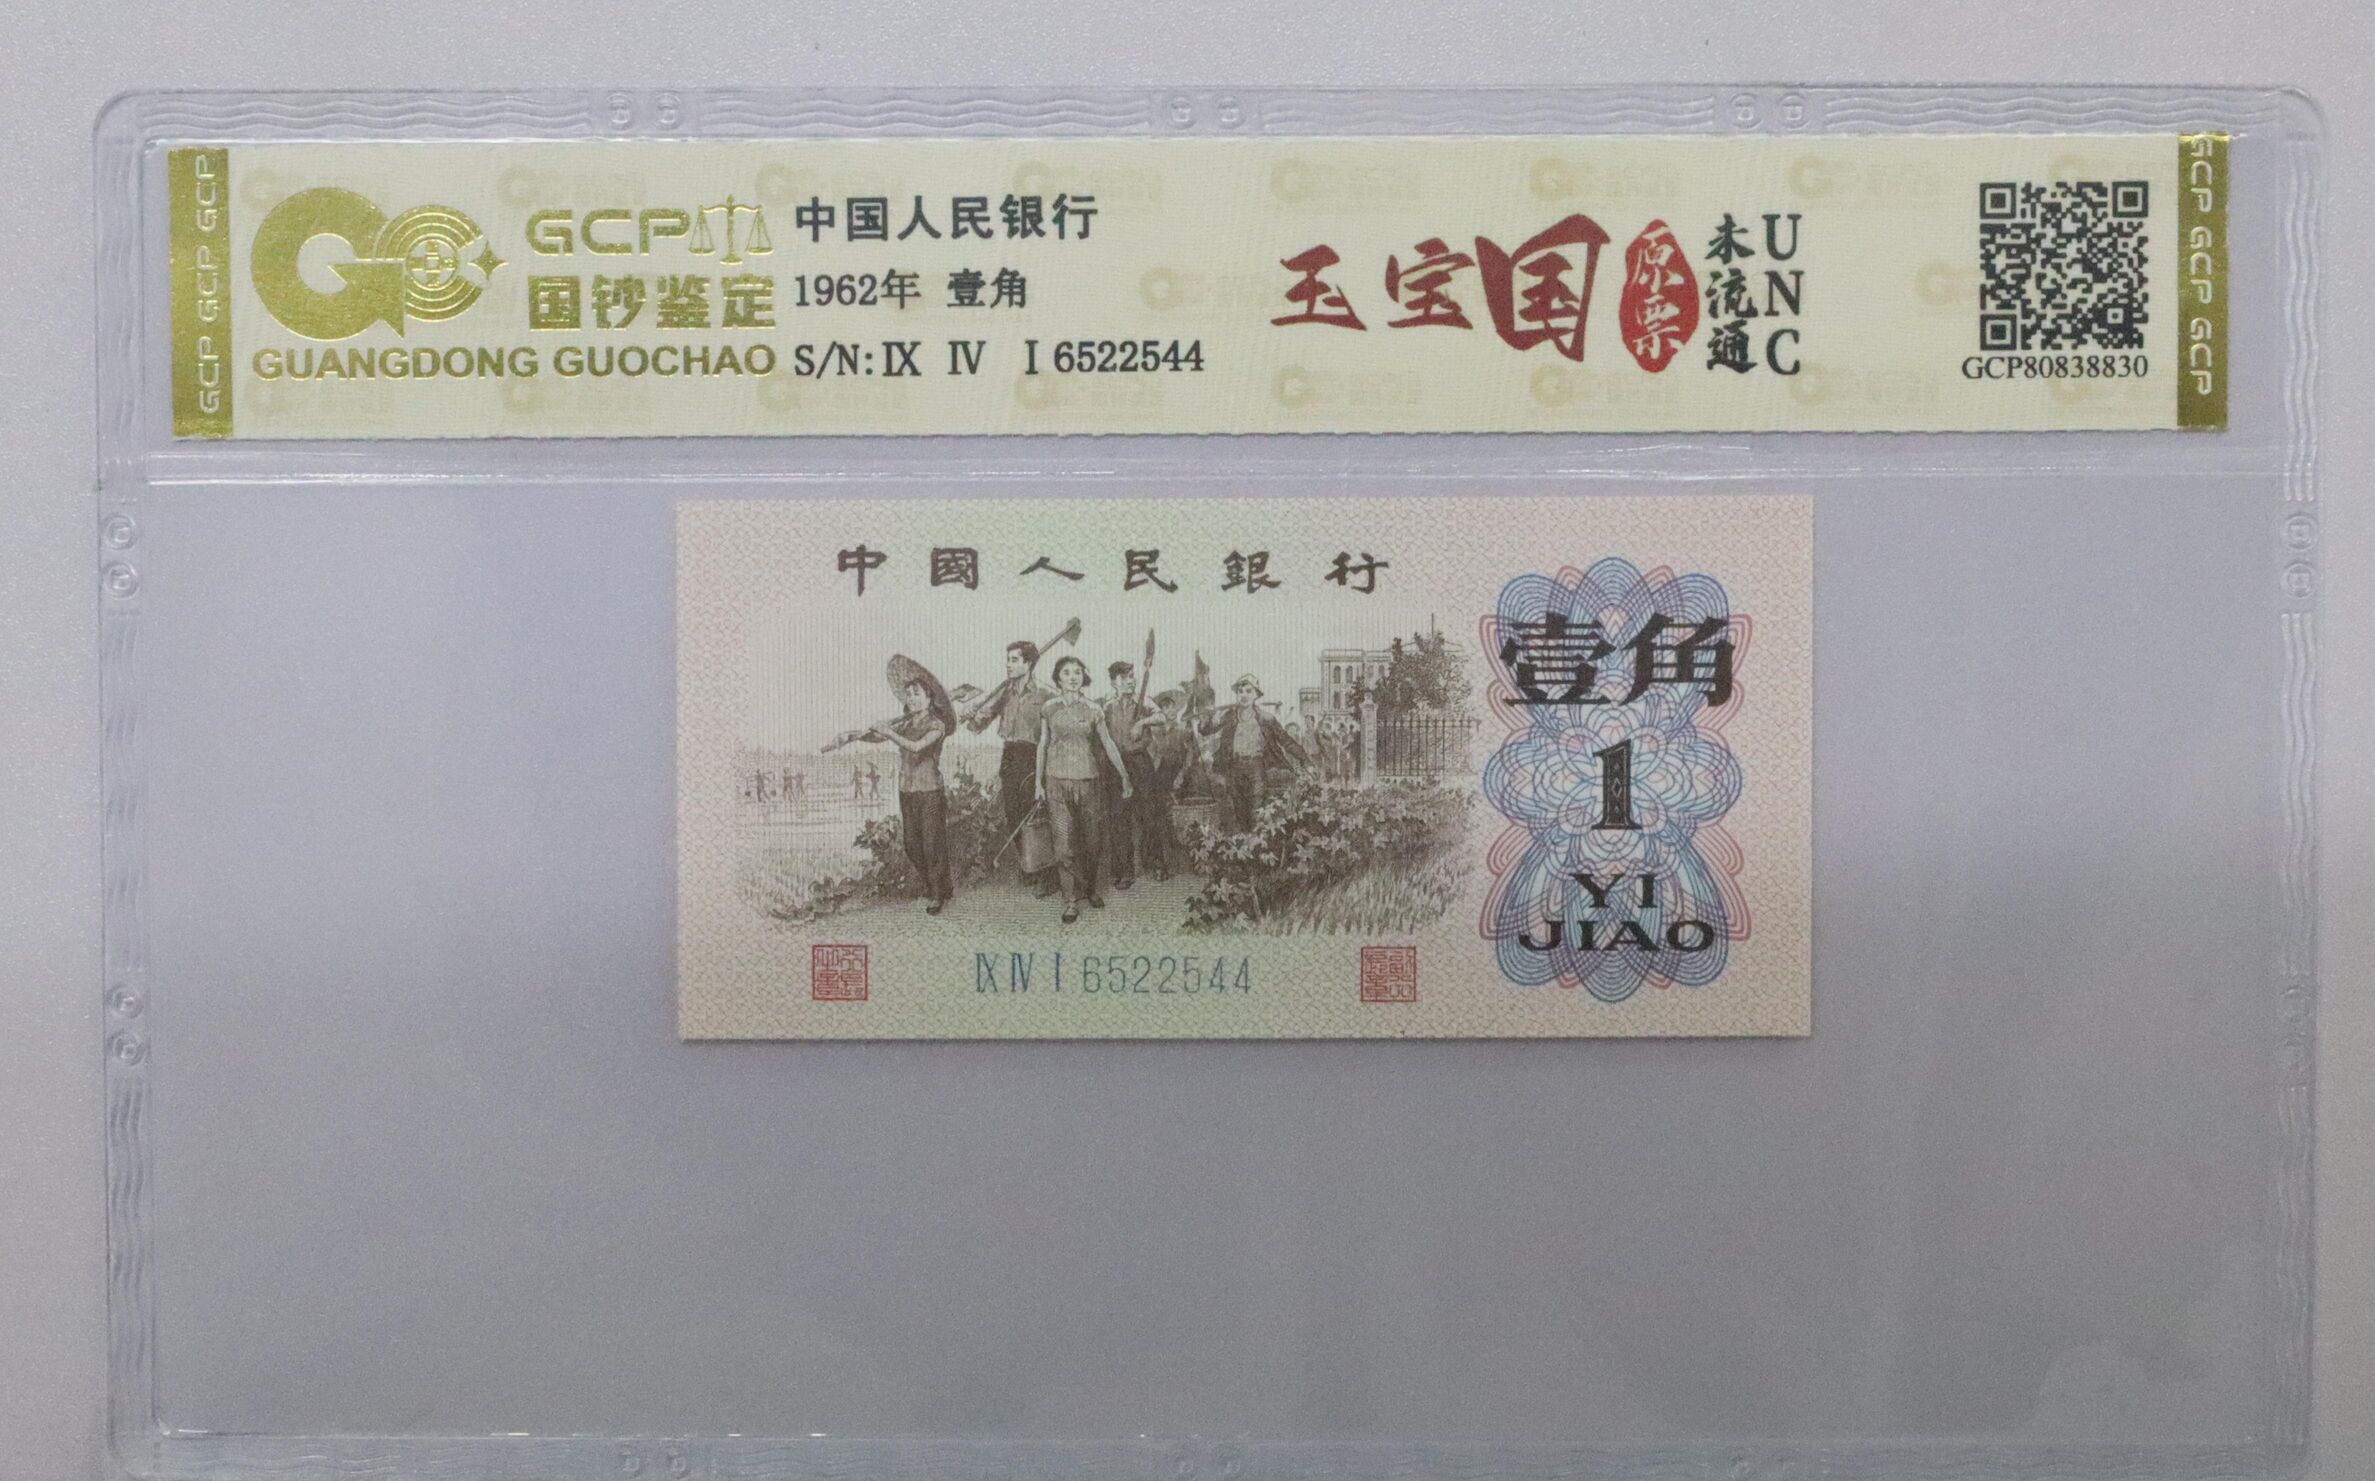 GCP GCP GCP
GCP
国钞鉴定
GUANGDONG GUOCHAO
中国人民银行
1962年 壹角
S/N: IX IV I 6522544
玉宝国
原票
未流通
UNC
GCP80838830
GCP GCP GCP
中國人民銀行
壹角
1
YI
JIAO
IX IV I 6522544